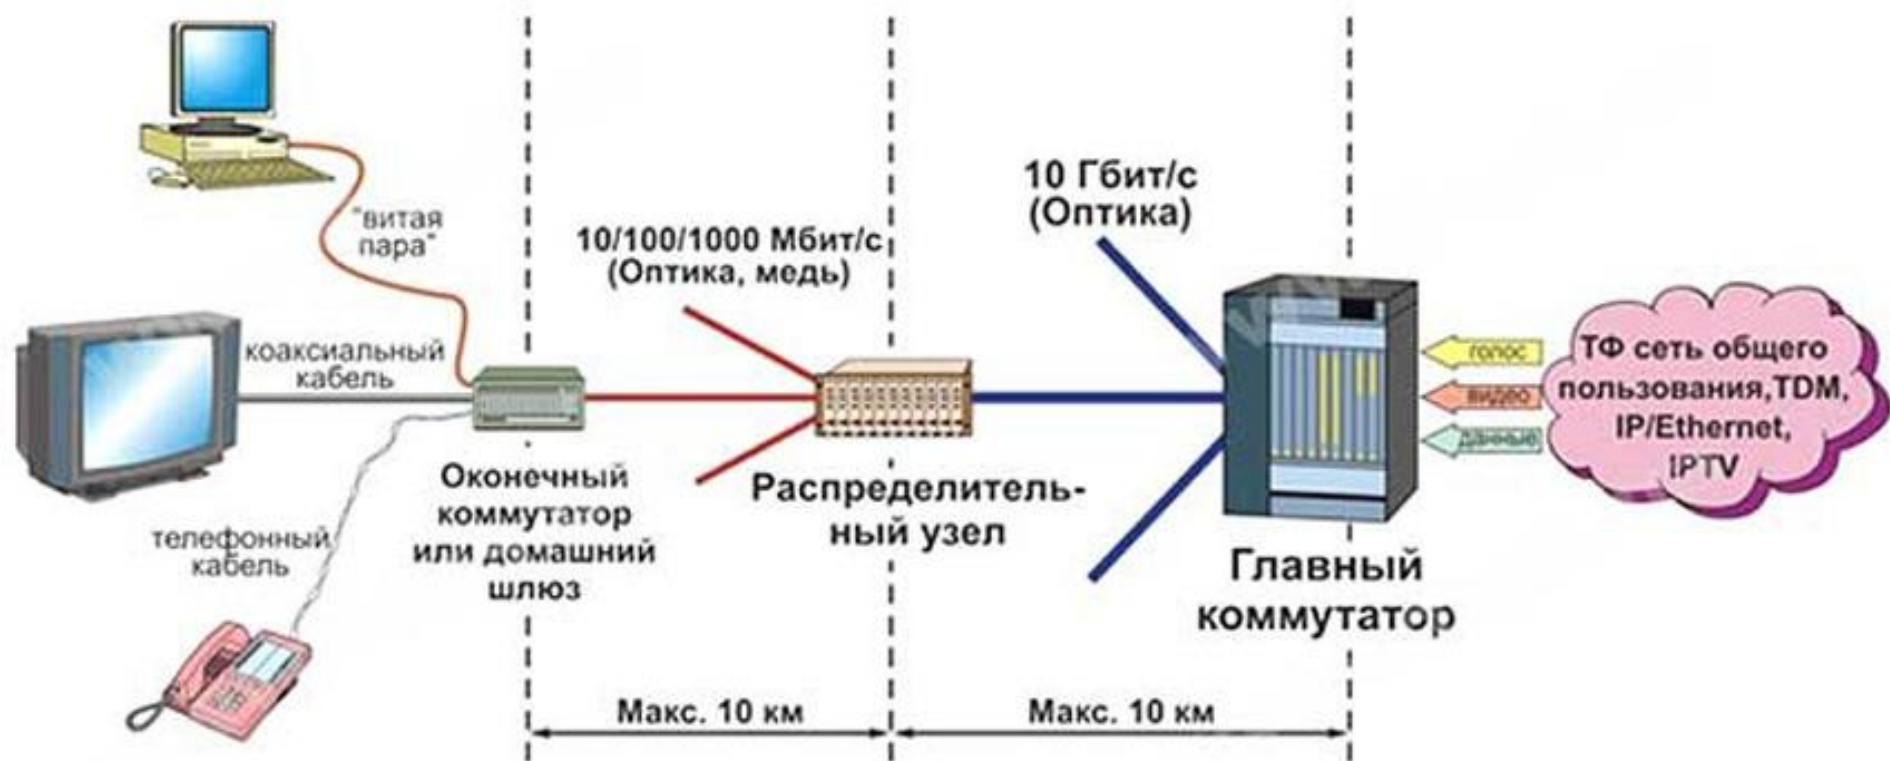 "витая
пара"
10/100/1000 Мбит/с
(Оптика, медь)
10 Гбит/с
(Оптика)
коаксиальный
кабель
голос
видео
данные
ТФ сеть общего
пользования,TDM,
IP/Ethernet,
IPTV
телефонный
кабель
Оконечный
коммутатор
или домашний
шлюз
Распределитель-
ный узел
Главный
коммутатор
Макс. 10 км
Макс. 10 км